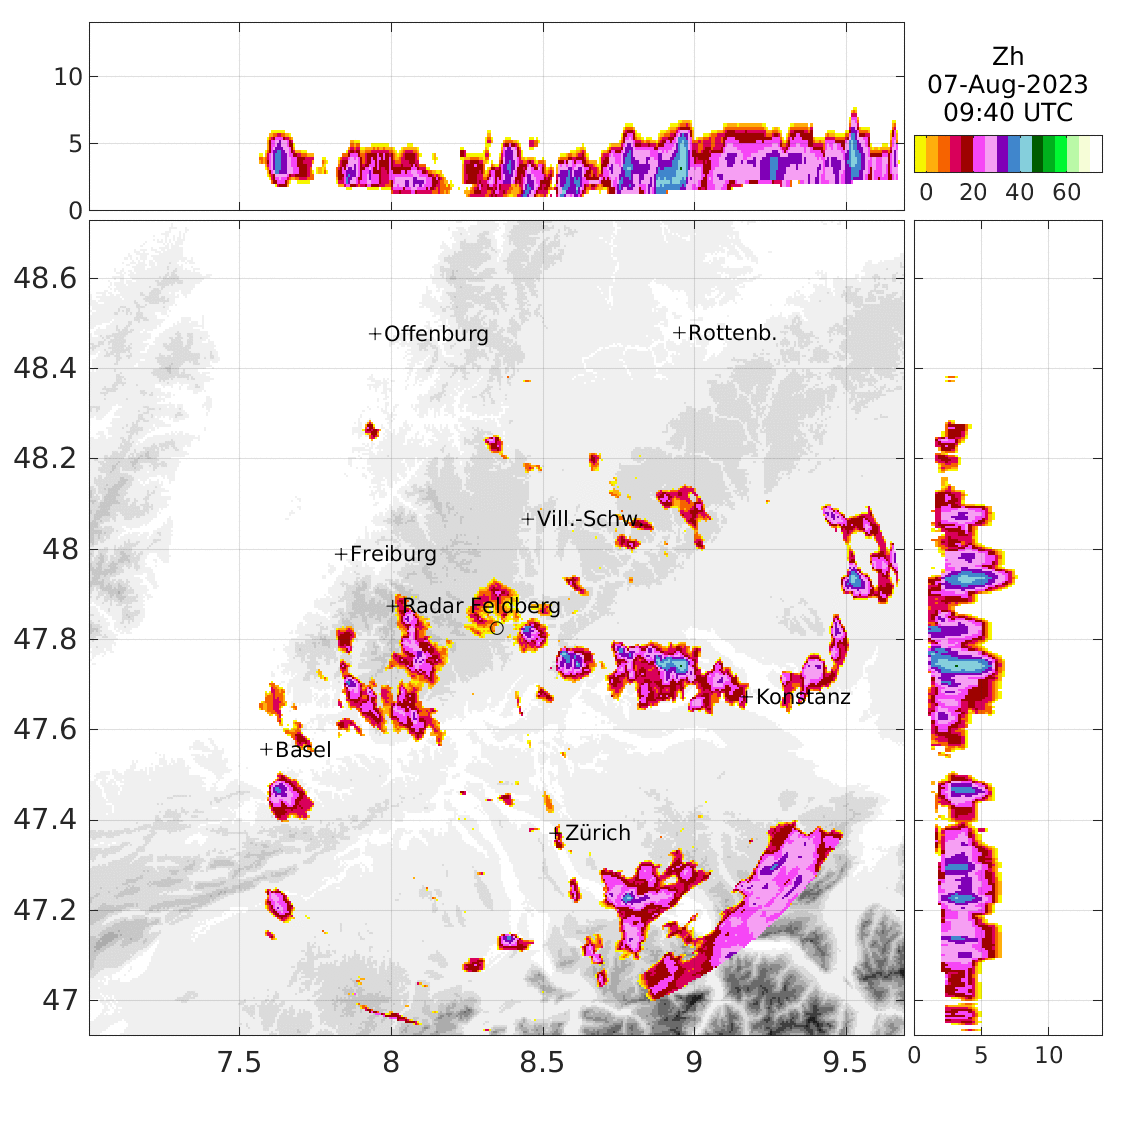 10
5
0
Zh
07-Aug-2023
09:40 UTC
0 20 40 60
48.6
48.4
48.2
48
47.8
47.6
47.4
47.2
47
+Offenburg
+Rottenb.
+Vill.-Schw.
+Freiburg
+Radar Feldberg
+Konstanz
+Basel
+Zürich
7.5 8 8.5 9 9.5
0 5 10